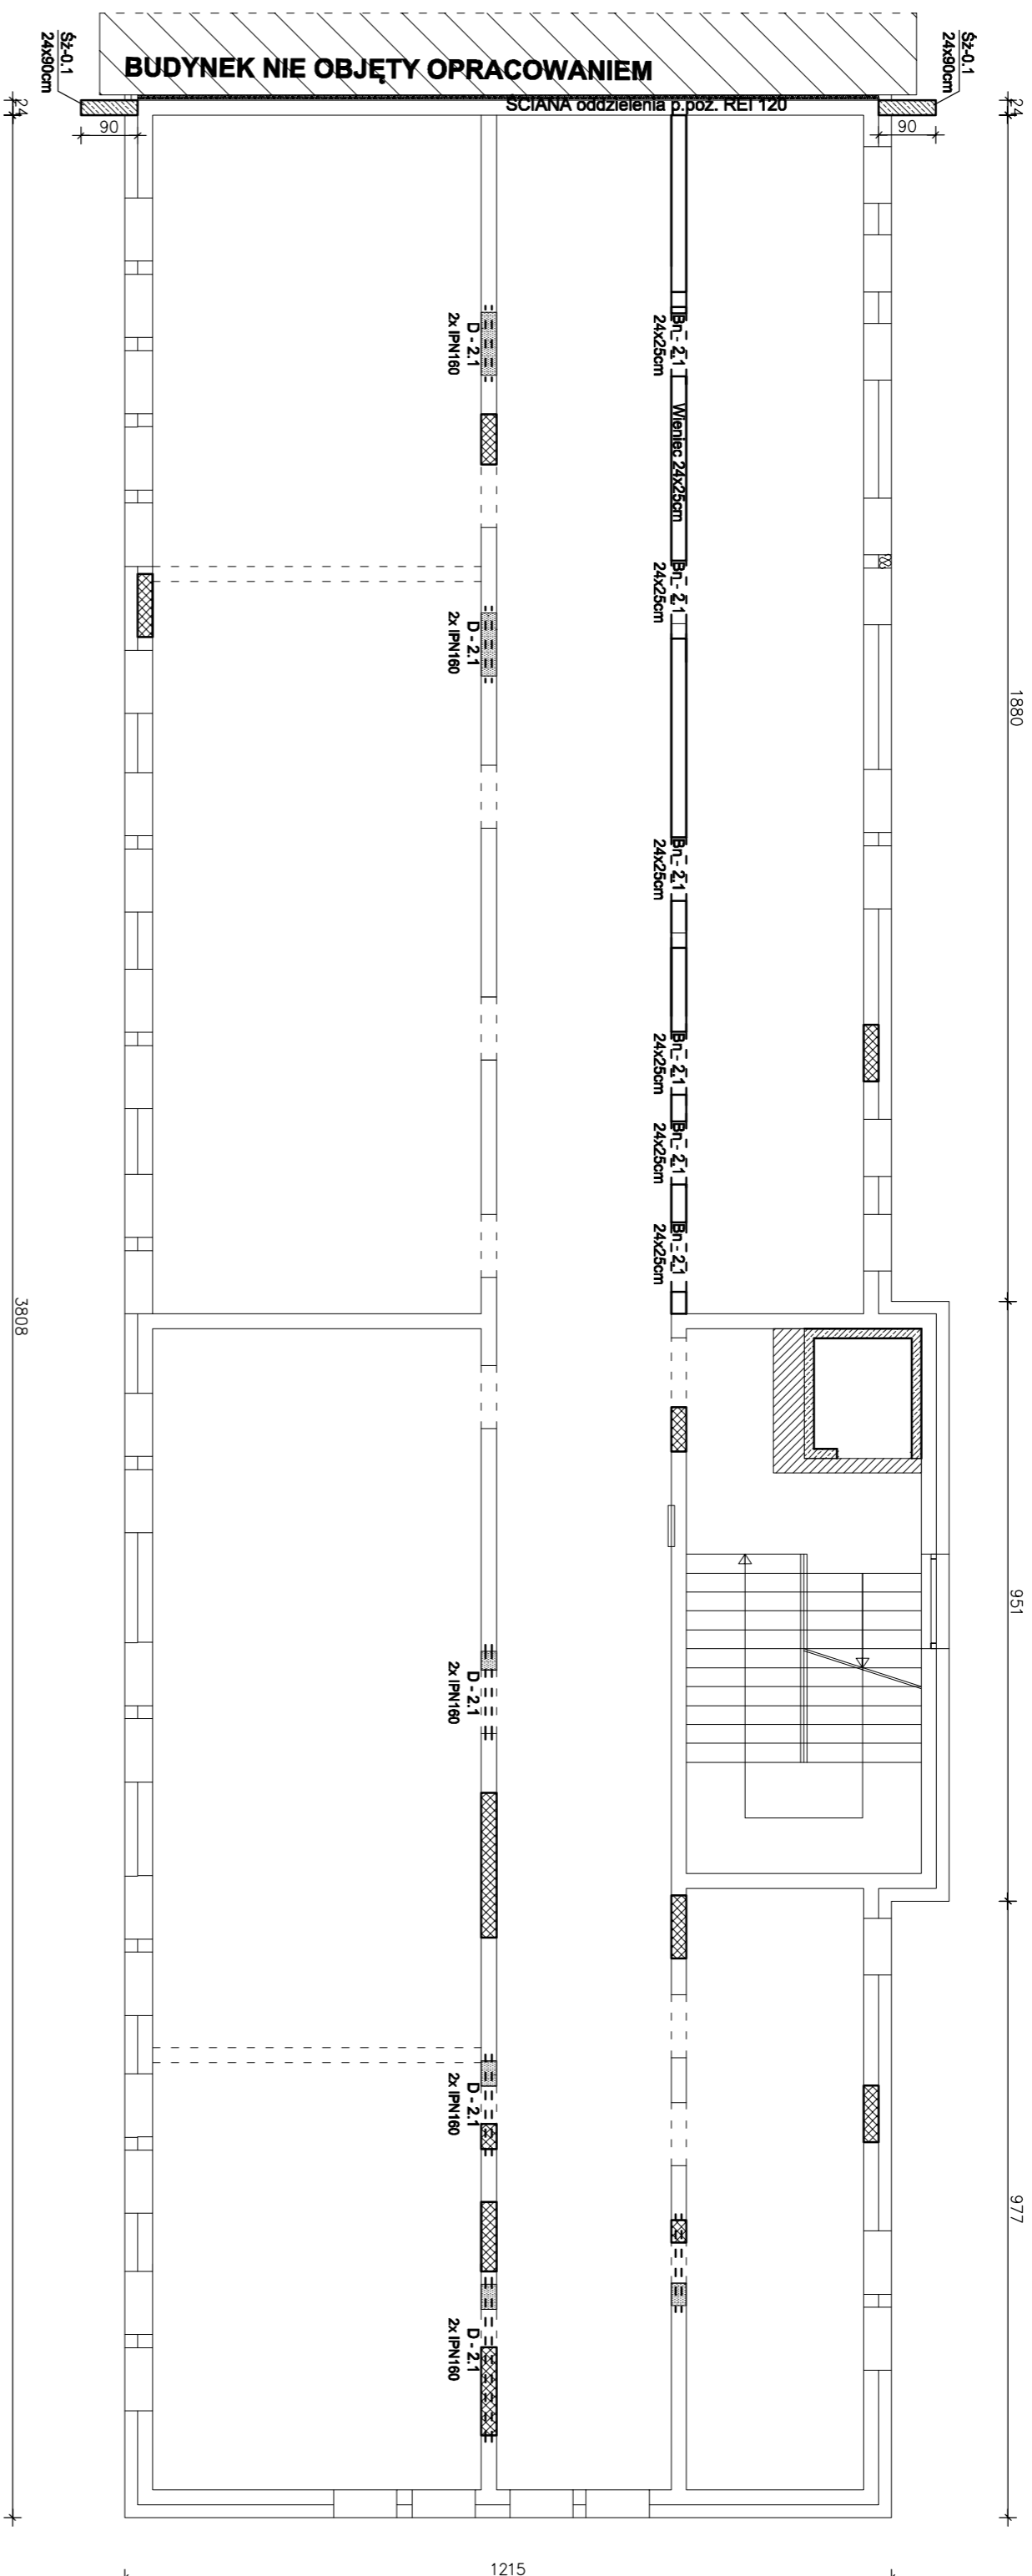 BUDYNEK NIE OBJĘTY OPRACOWANIEM
ŚCIANA oddzielenia p.poż. REI 120
Śż-0.1
24x90cm
Śż-0.1
24x90cm
24
90
90
24
D - 2.1
2x IPN160
Bn - 2.1
24x25cm
Wieniec 24x25cm
Bn - 2.1
24x25cm
D - 2.1
2x IPN160
1880
Bn - 2.1
24x25cm
Bn - 2.1
24x25cm
Bn - 2.1
24x25cm
Bn - 2.1
24x25cm
3808
951
D - 2.1
2x IPN160
D - 2.1
2x IPN160
977
D - 2.1
2x IPN160
1215